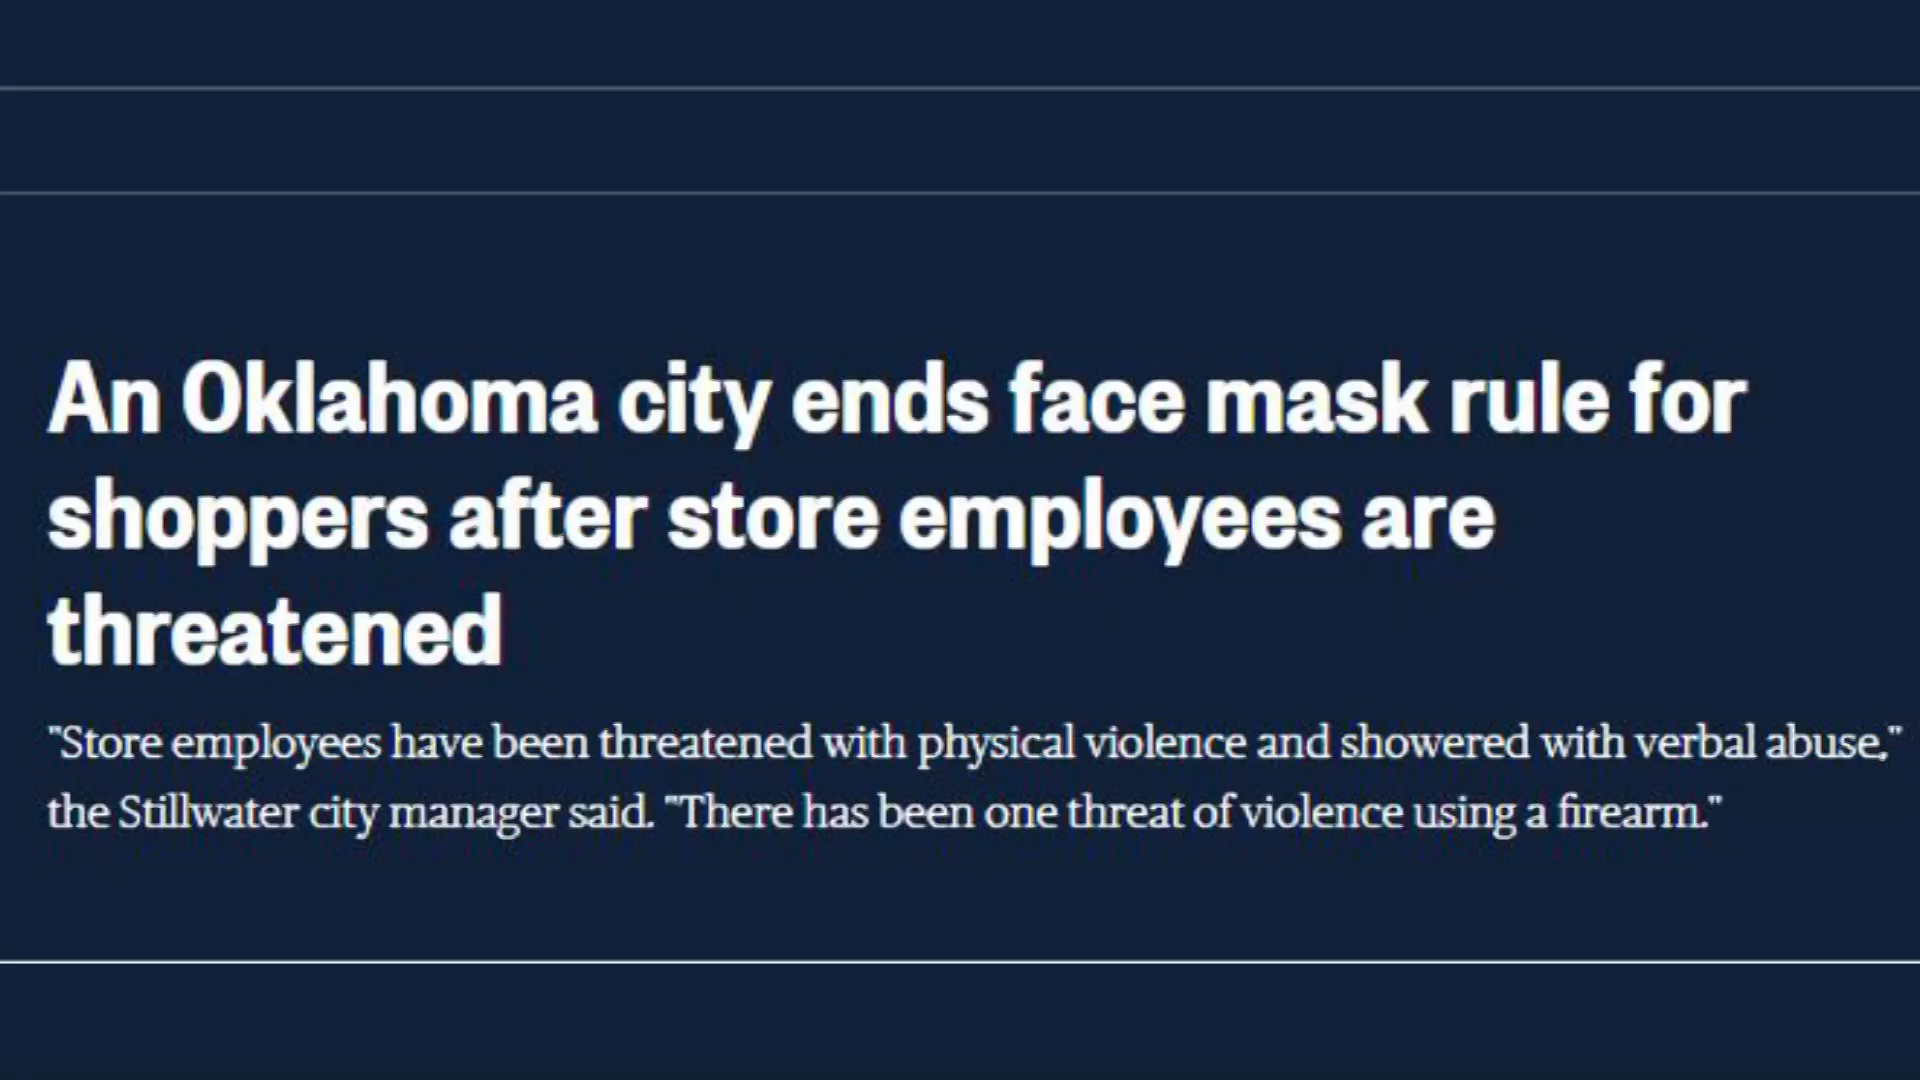 An Oklahoma city ends face mask rule for
shoppers after store employees are
threatened
"Store employees have been threatened with physical violence and showered with verbal abuse,"
the Stillwater city manager said. "There has been one threat of violence using a firearm."